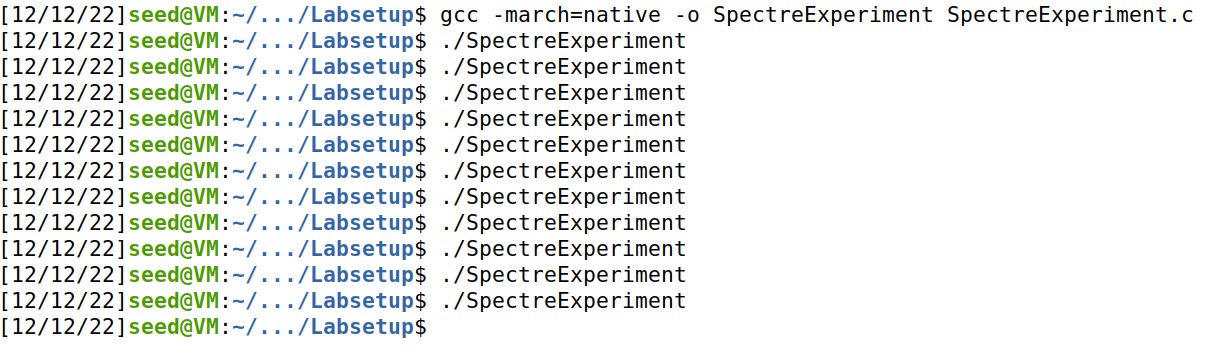 [12/12/22]seed@VM:~/.../Labsetup$ gcc -march=native -o SpectreExperiment SpectreExperiment.c
[12/12/22]seed@VM:~/.../Labsetup$ ./SpectreExperiment
[12/12/22]seed@VM:~/.../Labsetup$ ./SpectreExperiment
[12/12/22]seed@VM:~/.../Labsetup$ ./SpectreExperiment
[12/12/22]seed@VM:~/.../Labsetup$ ./SpectreExperiment
[12/12/22]seed@VM:~/.../Labsetup$ ./SpectreExperiment
[12/12/22]seed@VM:~/.../Labsetup$ ./SpectreExperiment
[12/12/22]seed@VM:~/.../Labsetup$ ./SpectreExperiment
[12/12/22]seed@VM:~/.../Labsetup$ ./SpectreExperiment
[12/12/22]seed@VM:~/.../Labsetup$ ./SpectreExperiment
[12/12/22]seed@VM:~/.../Labsetup$ ./SpectreExperiment
[12/12/22]seed@VM:~/.../Labsetup$ ./SpectreExperiment
[12/12/22]seed@VM:~/.../Labsetup$